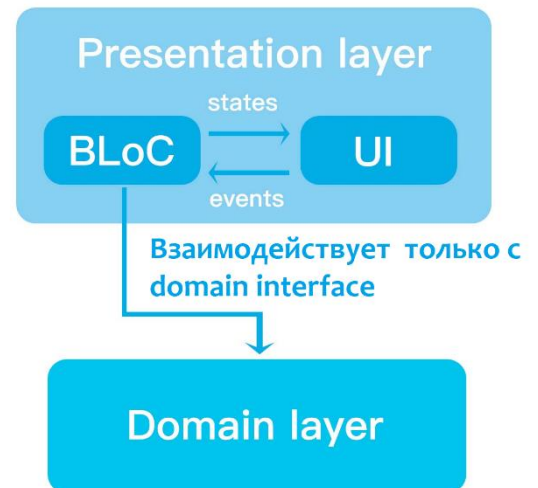 Presentation layer
states
BLoC
UI
events
Взаимодействует только с
domain interface
Domain layer